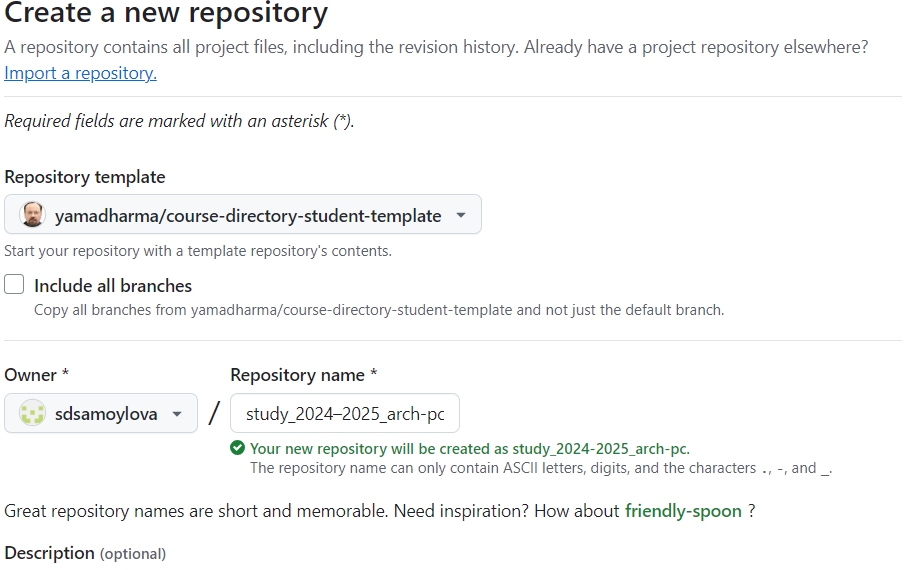 Create a new repository
A repository contains all project files, including the revision history. Already have a project repository elsewhere?
Import a repository.
Required fields are marked with an asterisk (*).
Repository template
yamadharma/course-directory-student-template
Start your repository with a template repository's contents.
Include all branches
Copy all branches from yamadharma/course-directory-student-template and not just the default branch.
Owner *
Repository name *
sdsamoylova
/
study_2024–2025_arch-pc
Your new repository will be created as study_2024-2025_arch-pc.
The repository name can only contain ASCII letters, digits, and the characters ., -, and _.
Great repository names are short and memorable. Need inspiration? How about friendly-spoon ?
Description (optional)